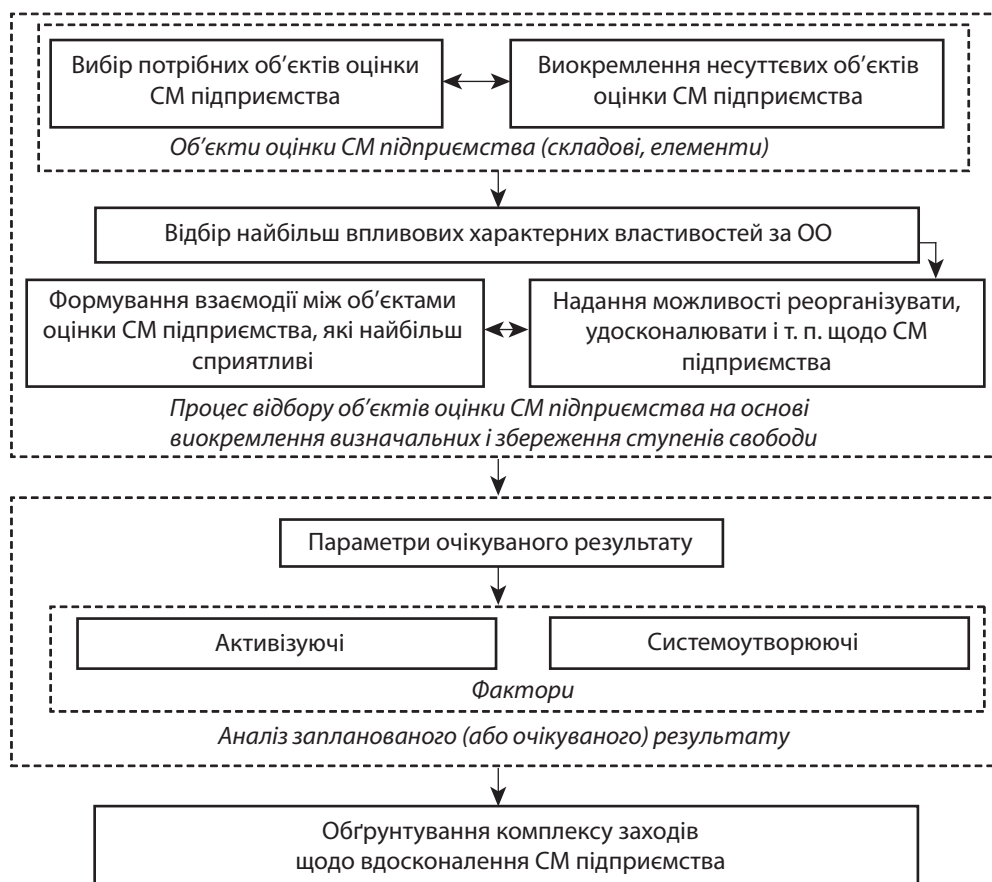 Вибір потрібних об’єктів оцінки
СМ підприємства
Виокремлення несуттєвих об’єктів
оцінки СМ підприємства
Об’єкти оцінки СМ підприємства (складові, елементи)
Відбір найбільш впливових характерних властивостей за ОО
Формування взаємодії між об’єктами
оцінки СМ підприємства, які найбільш
сприятливі
Надання можливості реорганізувати,
удосконалювати і т. п. щодо СМ
підприємства
Процес відбору об’єктів оцінки СМ підприємства на основі
виокремлення визначальних і збереження ступенів свободи
Параметри очікуваного результату
Активізуючі
Системоутворюючі
Фактори
Аналіз запланованого (або очікуваного) результату
Обґрунтування комплексу заходів
щодо вдосконалення СМ підприємства